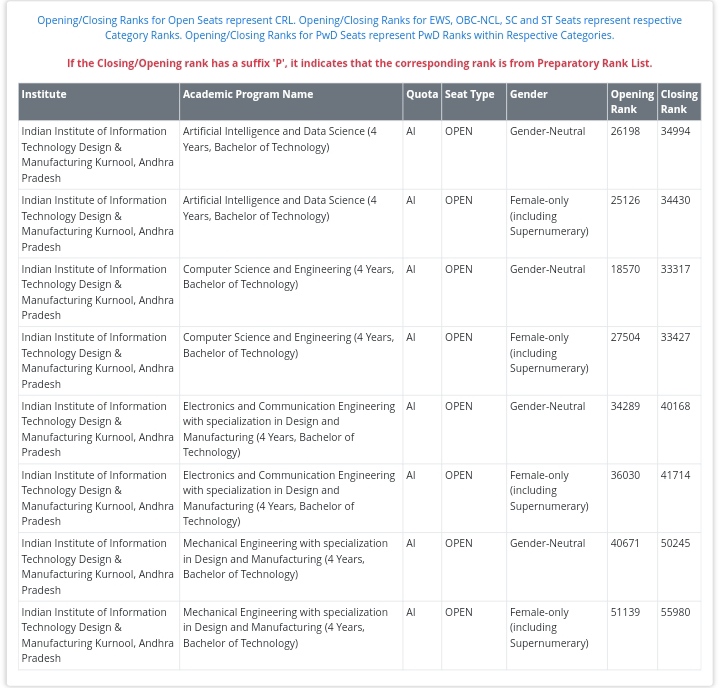 Opening/Closing Ranks for Open Seats represent CRL. Opening/Closing Ranks for EWS, OBC-NCL, SC and ST Seats represent respective
Category Ranks. Opening/Closing Ranks for PwD Seats represent PwD Ranks within Respective Categories.
If the Closing/Opening rank has a suffix 'P', it indicates that the corresponding rank is from Preparatory Rank List.
Institute Academic Program Name Quota Seat Type Gender Opening Closing
Rank Rank
Indian Institute of Information Artificial Intelligence and Data Science (4 AI OPEN Gender-Neutral 26198 34994
Technology Design & Years, Bachelor of Technology)
Manufacturing Kurnool, Andhra
Pradesh
Indian Institute of Information Artificial Intelligence and Data Science (4 AI OPEN Female-only 25126 34430
Technology Design & Years, Bachelor of Technology) (including
Manufacturing Kurnool, Andhra Supernumerary)
Pradesh
Indian Institute of Information Computer Science and Engineering (4 Years, AI OPEN Gender-Neutral 18570 33317
Technology Design & Bachelor of Technology)
Manufacturing Kurnool, Andhra
Pradesh
Indian Institute of Information Computer Science and Engineering (4 Years, AI OPEN Female-only 27504 33427
Technology Design & Bachelor of Technology) (including
Manufacturing Kurnool, Andhra Supernumerary)
Pradesh
Indian Institute of Information Electronics and Communication Engineering AI OPEN Gender-Neutral 34289 40168
Technology Design & with specialization in Design and
Manufacturing Kurnool, Andhra Manufacturing (4 Years, Bachelor of
Pradesh Technology)
Indian Institute of Information Electronics and Communication Engineering AI OPEN Female-only 36030 41714
Technology Design & with specialization in Design and (including
Manufacturing Kurnool, Andhra Manufacturing (4 Years, Bachelor of Supernumerary)
Pradesh Technology)
Indian Institute of Information Mechanical Engineering with specialization AI OPEN Gender-Neutral 40671 50245
Technology Design & in Design and Manufacturing (4 Years,
Manufacturing Kurnool, Andhra Bachelor of Technology)
Pradesh
Indian Institute of Information Mechanical Engineering with specialization AI OPEN Female-only 51139 55980
Technology Design & in Design and Manufacturing (4 Years, (including
Manufacturing Kurnool, Andhra Bachelor of Technology) Supernumerary)
Pradesh